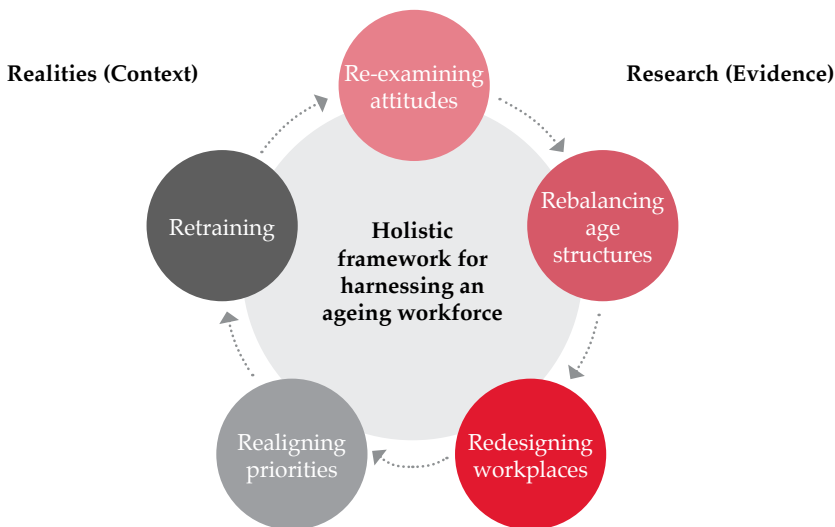 Realities (Context)
Research (Evidence)
Re-examining
attitudes
Rebalancing
age
structures
Redesigning
workplaces
Realigning
priorities
Retraining
Holistic
framework for
harnessing an
ageing workforce